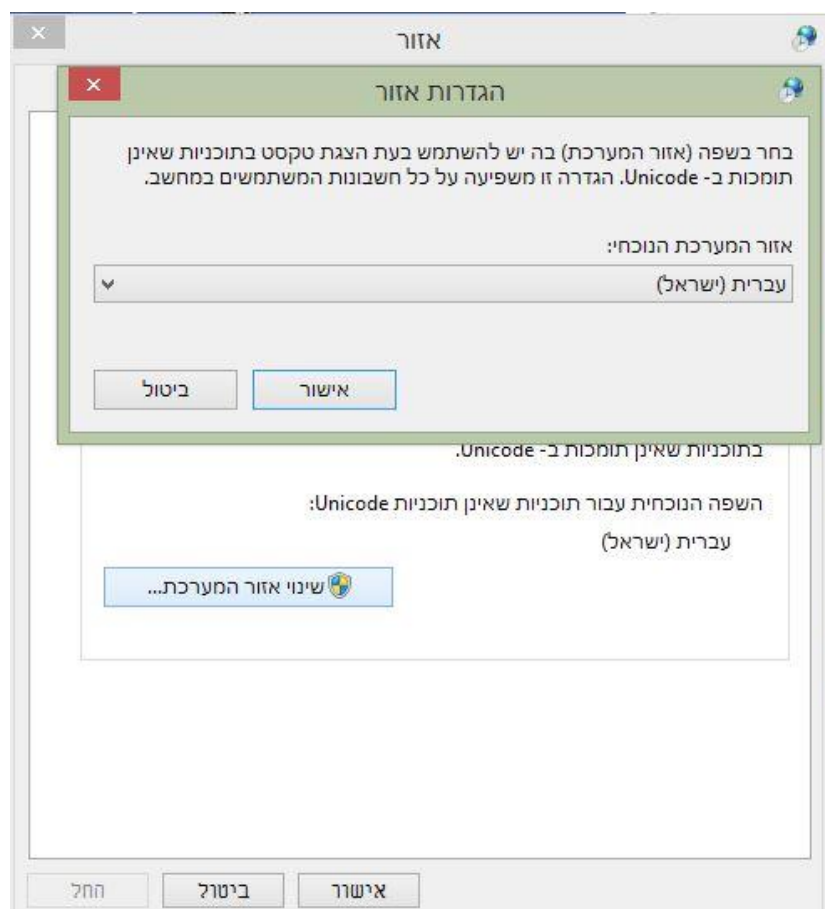 אזור
הגדרות אזור
בחר בשפה (אזור המערכת) בה יש להשתמש בעת הצגת טקסט בתוכניות שאינן
תומכות ב- Unicode. הגדרה זו משפיעה על כל חשבונות המשתמשים במחשב.
אזור המערכת הנוכחי:
עברית (ישראל)
אישור
ביטול
בתוכניות שאינן תומכות ב- Unicode.
השפה הנוכחית עבור תוכניות שאינן תוכניות Unicode:
עברית (ישראל)
שינוי אזור המערכת...
אישור
ביטול
החל